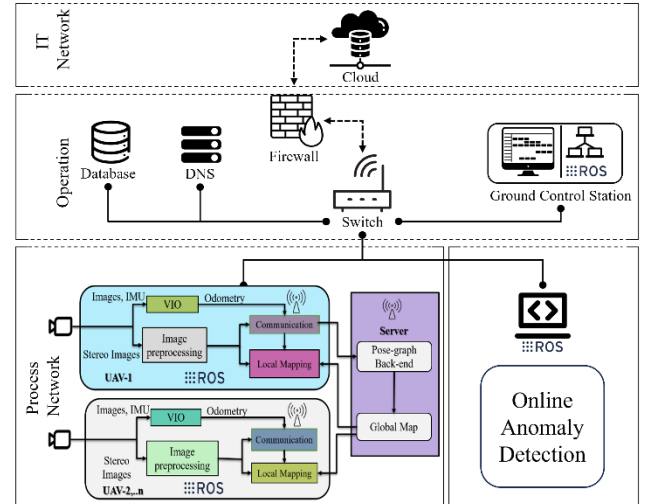 IT
Network
Cloud
Operation
Database
DNS
Firewall
Switch
ROS
Ground Control Station
Process
Network
Images, IMU
VIO
Odometry
Communication
Stereo Images
Image
preprocessing
Local Mapping
UAV-1
ROS
Server
Pose-graph
Back-end
Global Map
Images, IMU
VIO
Odometry
Communication
Stereo
Images
Image
preprocessing
Local Mapping
UAV-2,..n
ROS
ROS
Online
Anomaly
Detection